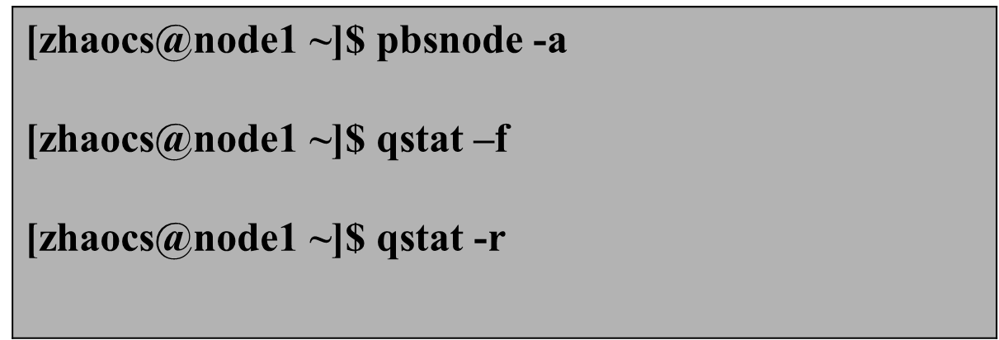 [zhaocs@node1 ~]$ pbsnode -a
[zhaocs@node1 ~]$ qstat –f
[zhaocs@node1 ~]$ qstat -r